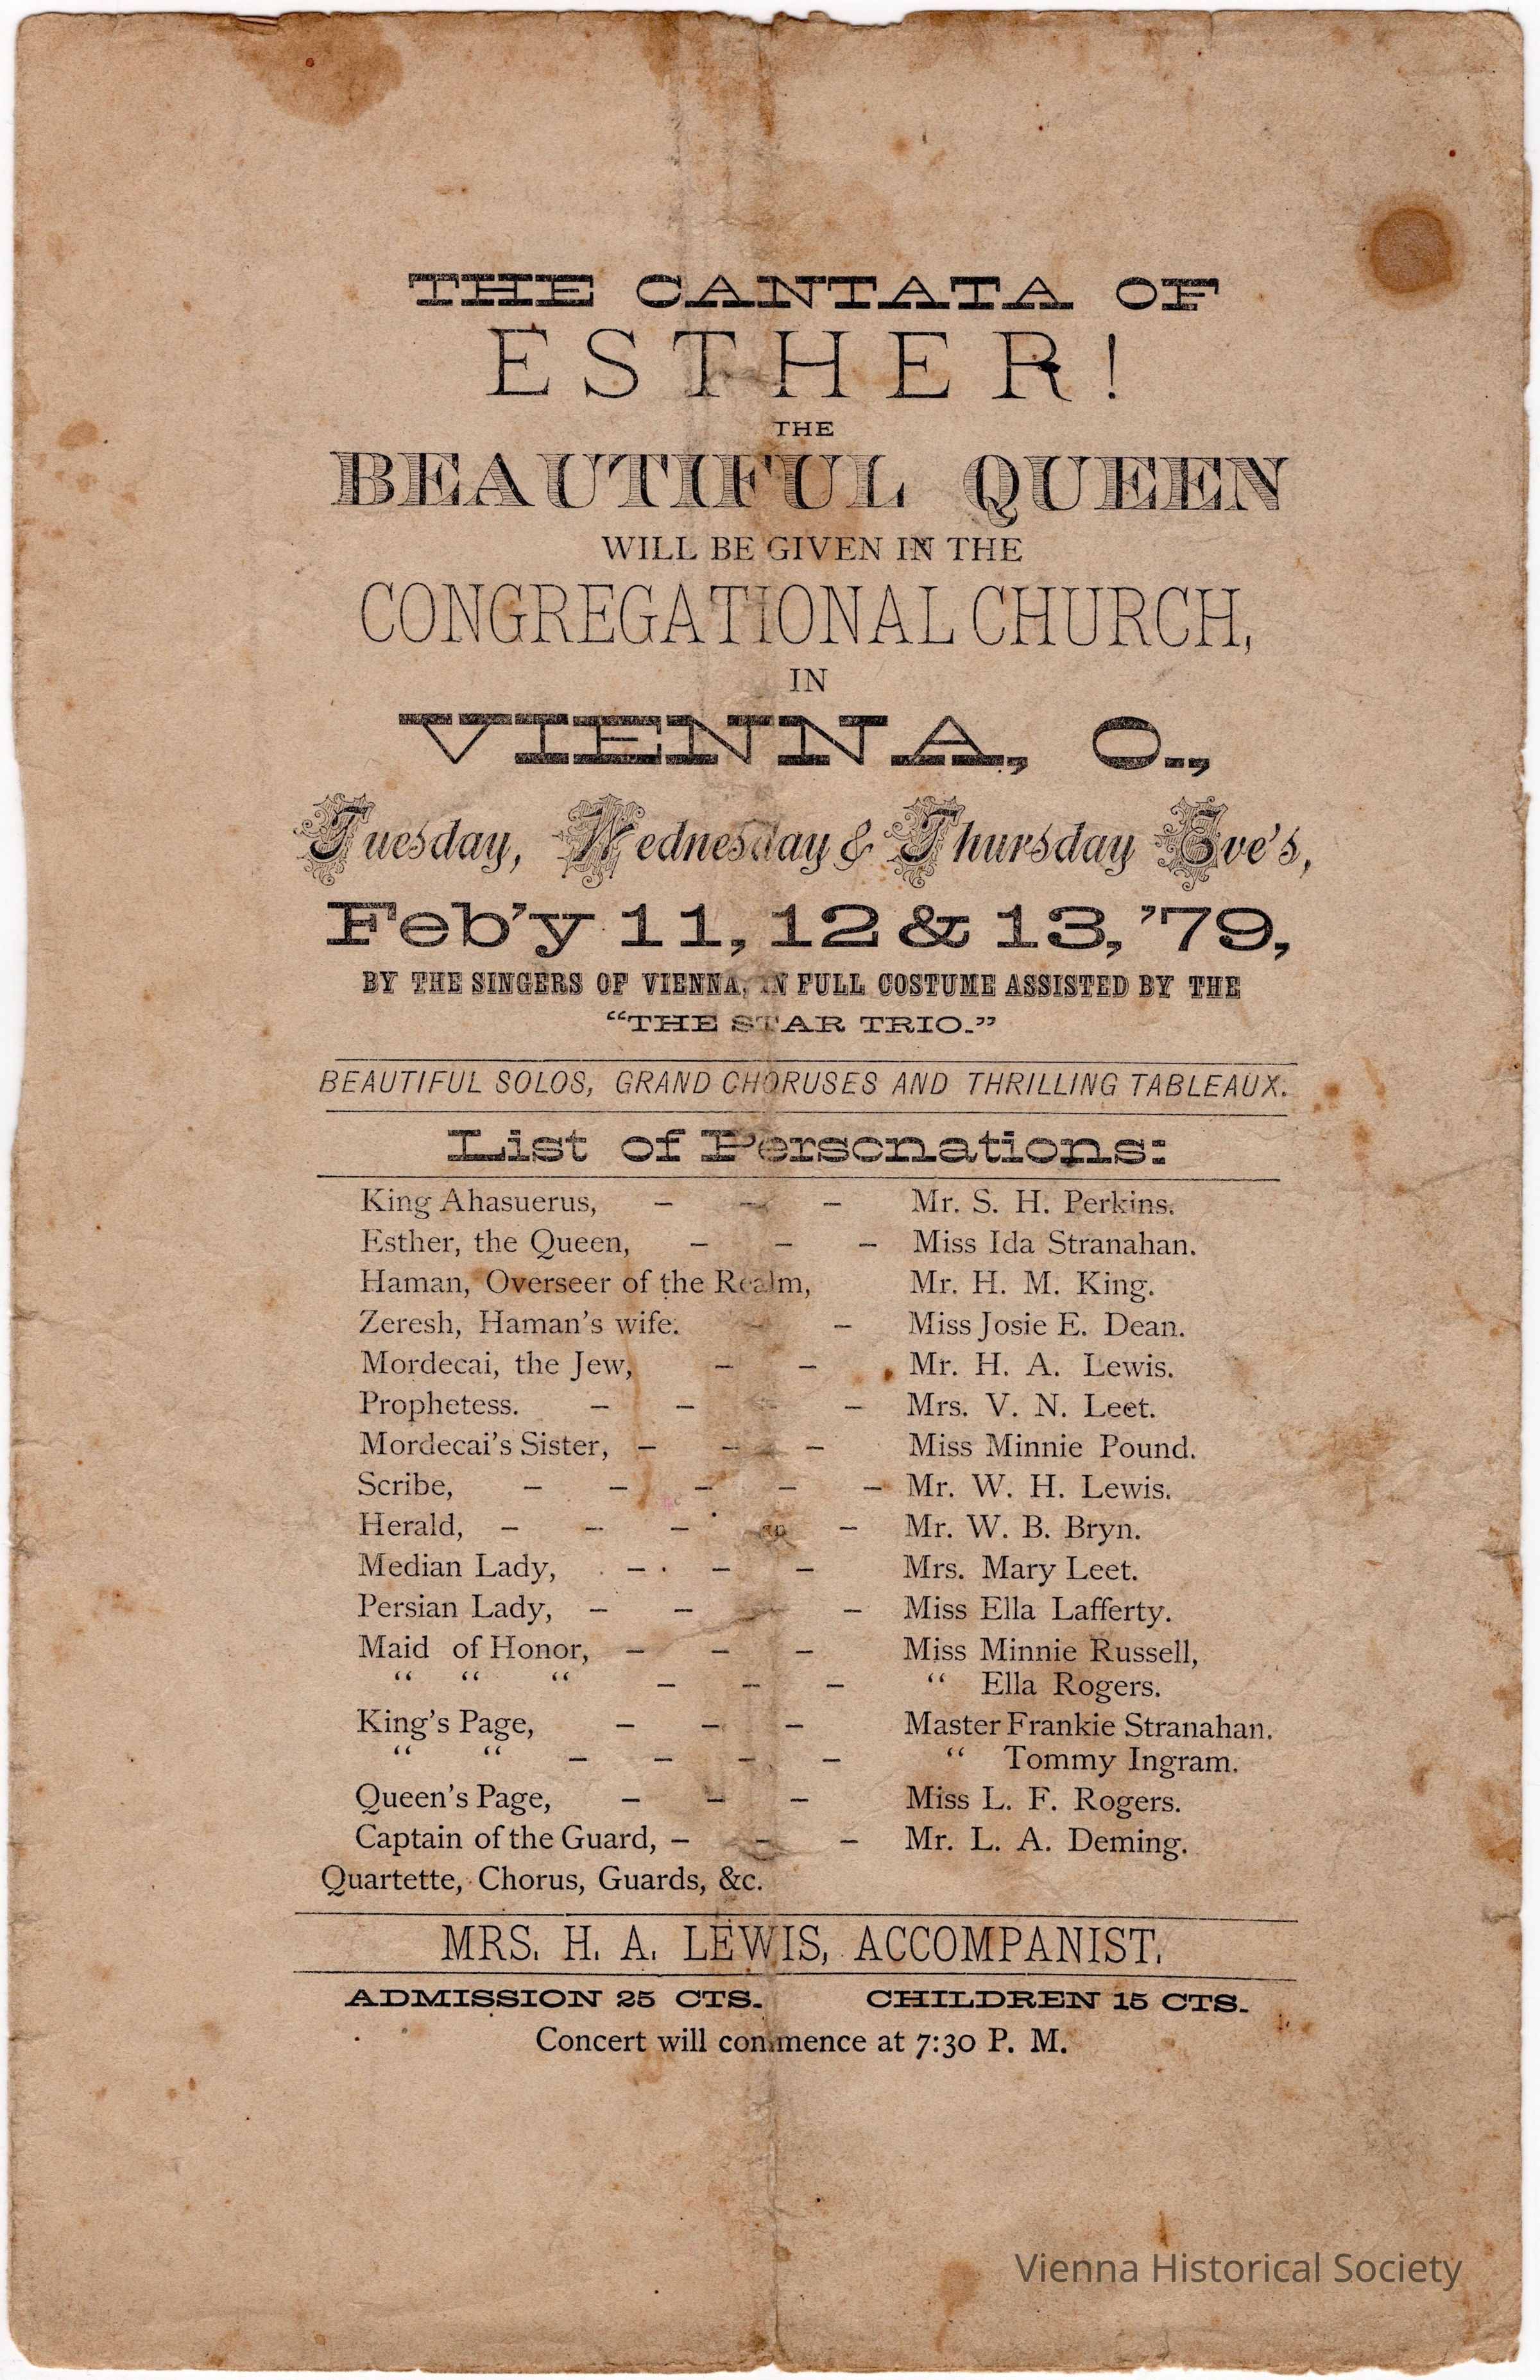 THE CANTATA OF
ESTHER!
THE
BEAUTIFUL QUEEN
WILL BE GIVEN IN THE
CONGREGATIONAL CHURCH,
IN
VIENNA, O.,
Tuesday, Wednesday & Thursday Eve's,
Feb'y 11, 12 & 13, '79,
BY THE SINGERS OF VIENNA, IN FULL COSTUME ASSISTED BY THE
“THE STAR TRIO.”
BEAUTIFUL SOLOS, GRAND CHORUSES AND THRILLING TABLEAUX.
List of Personations:
King Ahasuerus, - - - Mr. S. H. Perkins.
Esther, the Queen, - - - Miss Ida Stranahan.
Haman, Overseer of the Realm, Mr. H. M. King.
Zeresh, Haman's wife. - - Miss Josie E. Dean.
Mordecai, the Jew, - - Mr. H. A. Lewis.
Prophetess. - - - - Mrs. V. N. Leet.
Mordecai's Sister, - - - Miss Minnie Pound.
Scribe, - - - - - Mr. W. H. Lewis.
Herald, - - - - - Mr. W. B. Bryn.
Median Lady, - - - Mrs. Mary Leet.
Persian Lady, - - - - Miss Ella Lafferty.
Maid of Honor, - - - Miss Minnie Russell,
“ “ “ - - - “ Ella Rogers.
King's Page, - - - Master Frankie Stranahan.
“ “ - - - - “ Tommy Ingram.
Queen's Page, - - - Miss L. F. Rogers.
Captain of the Guard, - - - Mr. L. A. Deming.
Quartette, Chorus, Guards, &c.
MRS. H. A. LEWIS, ACCOMPANIST.
ADMISSION 25 CTS. CHILDREN 15 CTS.
Concert will commence at 7:30 P. M.
Vienna Historical Society